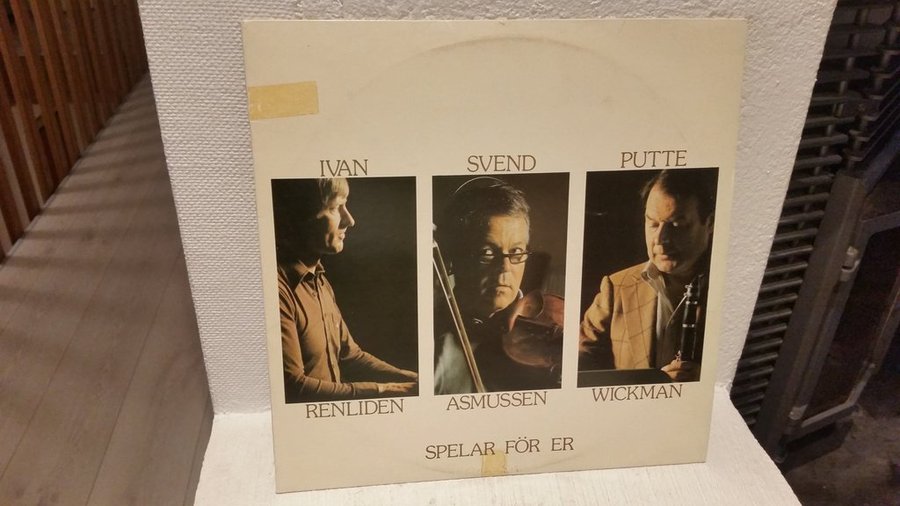 IVAN
RENLIDEN
SVEND
ASMUSSEN
PUTTE
WICKMAN
SPELAR FÖR ER